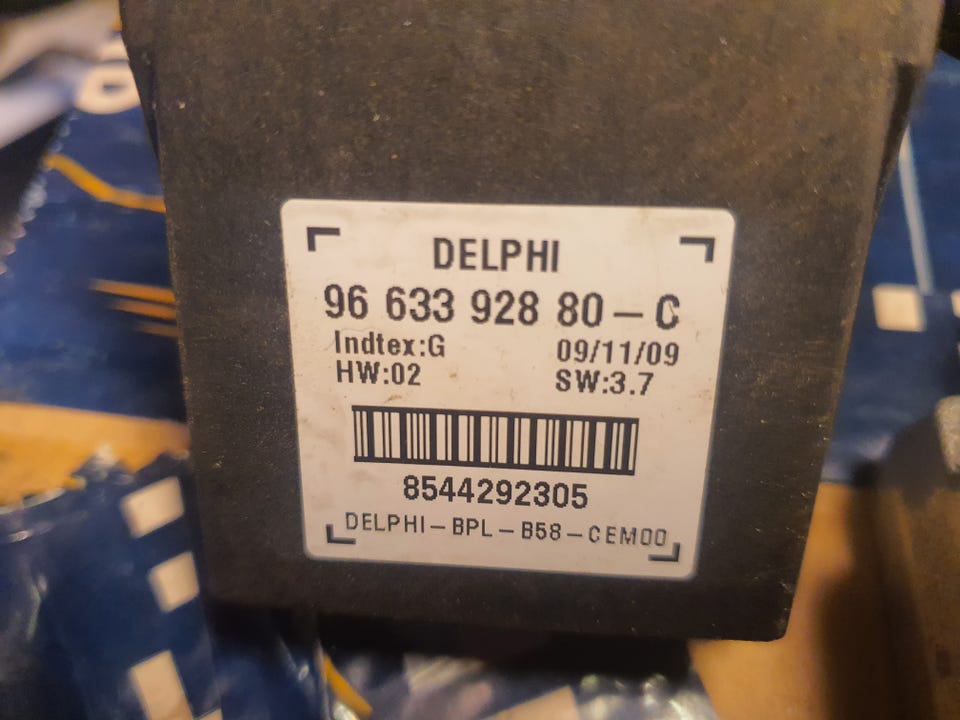 DELPHI
96 633 928 80-C
Indtex:G 09/11/09
HW:02 SW:3.7
8544292305
DELPHI-BPL-B58-CEM00